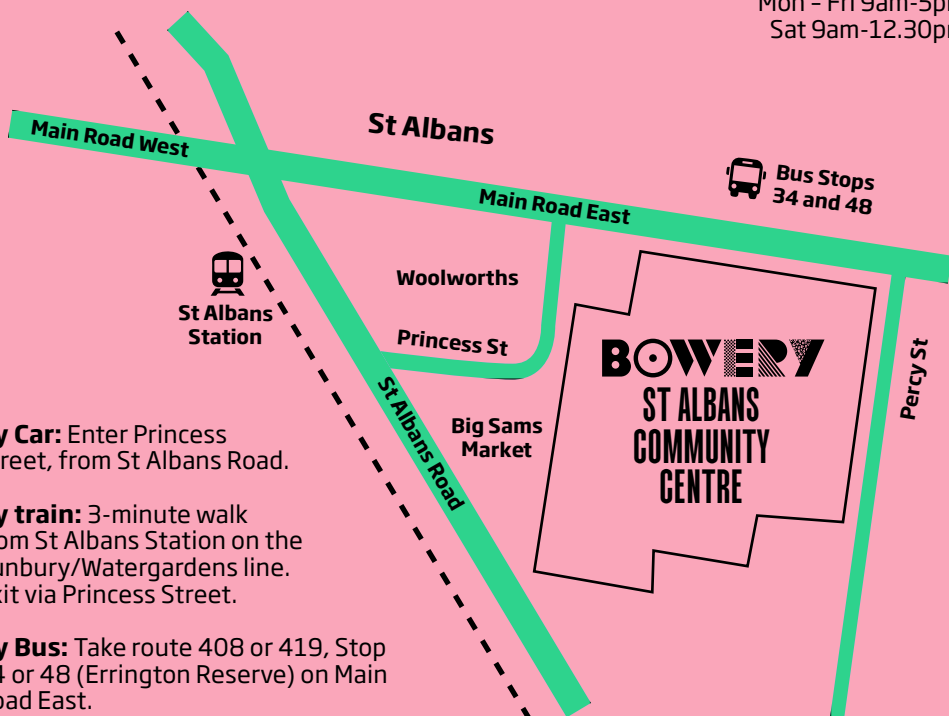 Mon – Fri 9am-5p
Sat 9am-12.30p
St Albans
Main Road West
Bus Stops
34 and 48
Main Road East
Woolworths
St Albans
Station
Princess St
BOWERY
ST ALBANS
COMMUNITY
CENTRE
Percy St
St Albans Road
Big Sams
Market
y Car: Enter Princess
reet, from St Albans Road.
y train: 3-minute walk
om St Albans Station on the
unbury/Watergardens line.
xit via Princess Street.
y Bus: Take route 408 or 419, Stop
4 or 48 (Errington Reserve) on Main
oad East.